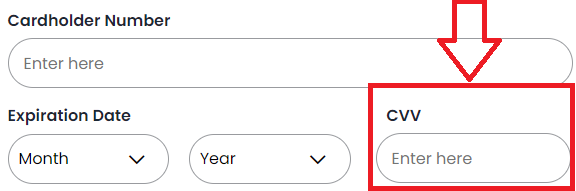 Cardholder Number
Enter here
Expiration Date CVV
Month Year Enter here